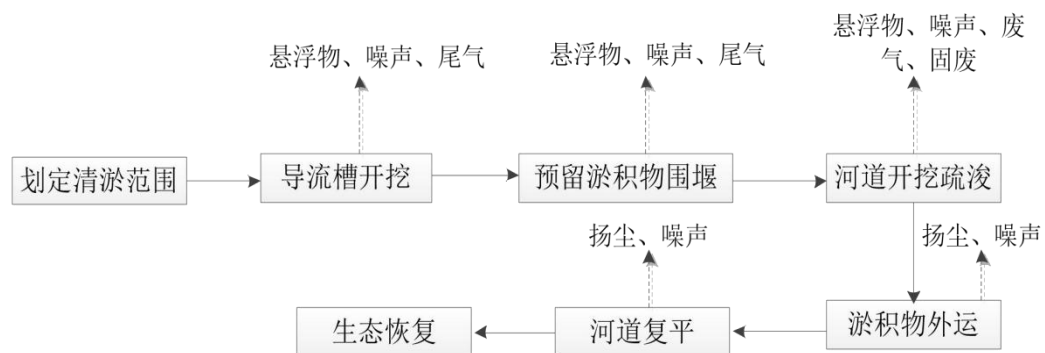 悬浮物、噪声、尾气
悬浮物、噪声、尾气
悬浮物、噪声、废
气、固废
划定清淤范围
导流槽开挖
预留淤积物围堰
河道开挖疏浚
扬尘、噪声
扬尘、噪声
生态恢复
河道复平
淤积物外运